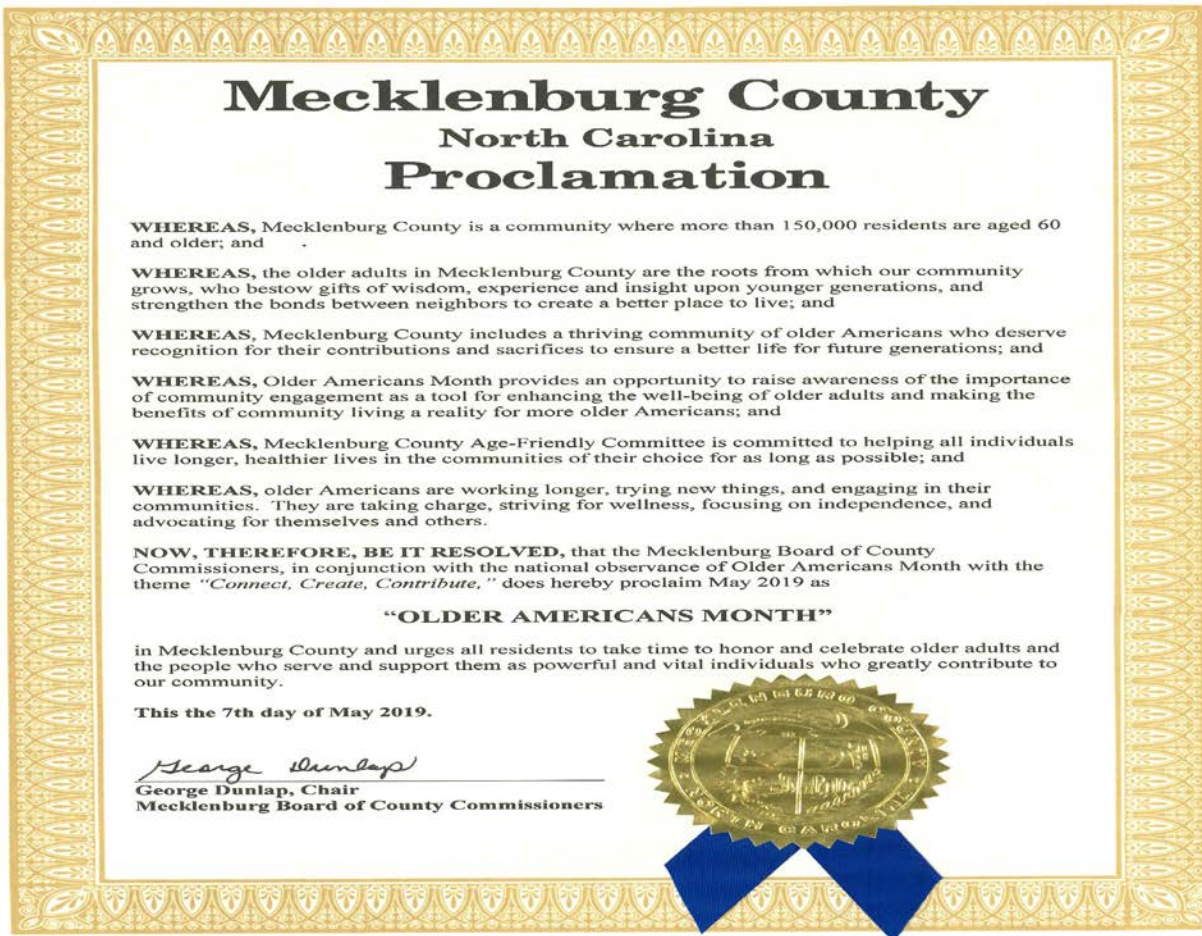 Mecklenburg County
North Carolina
Proclamation
WHEREAS, Mecklenburg County is a community where more than 150,000 residents are aged 60
and older; and
WHEREAS, the older adults in Mecklenburg County are the roots from which our community
grows, who bestow gifts of wisdom, experience and insight upon younger generations, and
strengthen the bonds between neighbors to create a better place to live; and
WHEREAS, Mecklenburg County includes a thriving community of older Americans who deserve
recognition for their contributions and sacrifices to ensure a better life for future generations; and
WHEREAS, Older Americans Month provides an opportunity to raise awareness of the importance
of community engagement as a tool for enhancing the well-being of older adults and making the
benefits of community living a reality for more older Americans; and
WHEREAS, Mecklenburg County Age-Friendly Committee is committed to helping all individuals
live longer, healthier lives in the communities of their choice for as long as possible; and
WHEREAS, older Americans are working longer, trying new things, and engaging in their
communities. They are taking charge, striving for wellness, focusing on independence, and
advocating for themselves and others.
NOW, THEREFORE, BE IT RESOLVED, that the Mecklenburg Board of County
Commissioners, in conjunction with the national observance of Older Americans Month with the
theme "Connect, Create, Contribute," does hereby proclaim May 2019 as
“OLDER AMERICANS MONTH”
in Mecklenburg County and urges all residents to take time to honor and celebrate older adults and
the people who serve and support them as powerful and vital individuals who greatly contribute to
our community.
This the 7th day of May 2019.
George Dunlap
George Dunlap, Chair
Mecklenburg Board of County Commissioners
MECKLENBURG COUNTY
NORTH CAROLINA